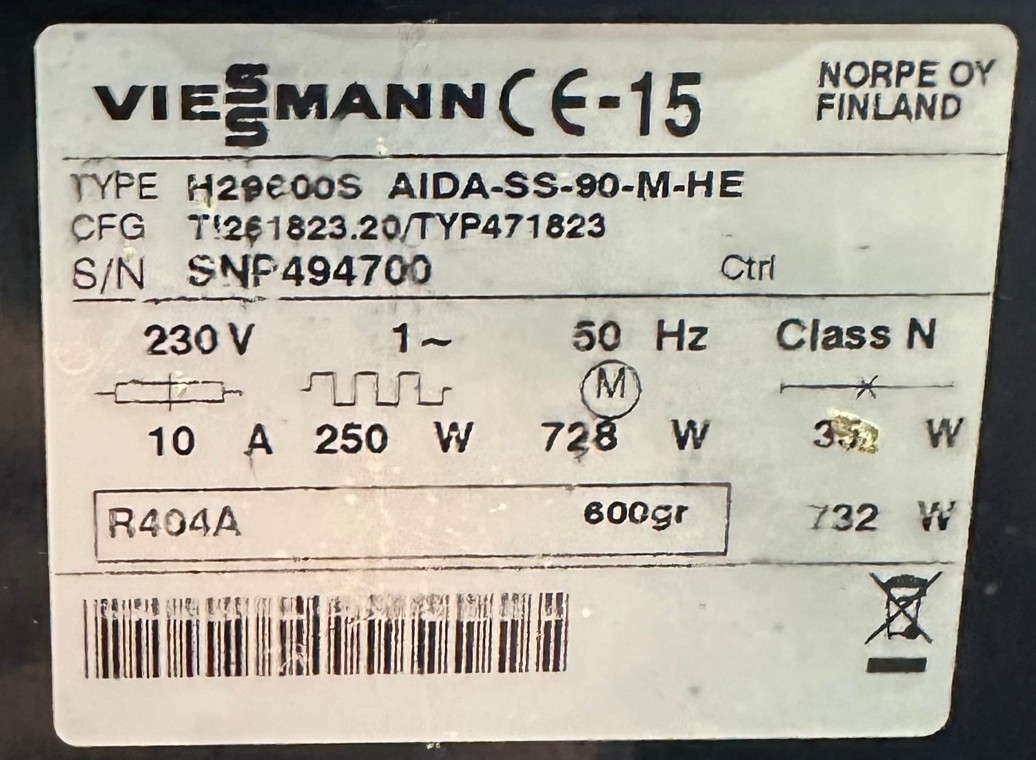 VIESSMANN CE-15 NORPE OY
FINLAND
TYPE AIDA-SS-90-M-HE
CFG
S/N SNP494700 Ctrl
230 V 1~ 50 Hz Class N
M
10 A 250 W 728 W W
R404A 600gr 732 W